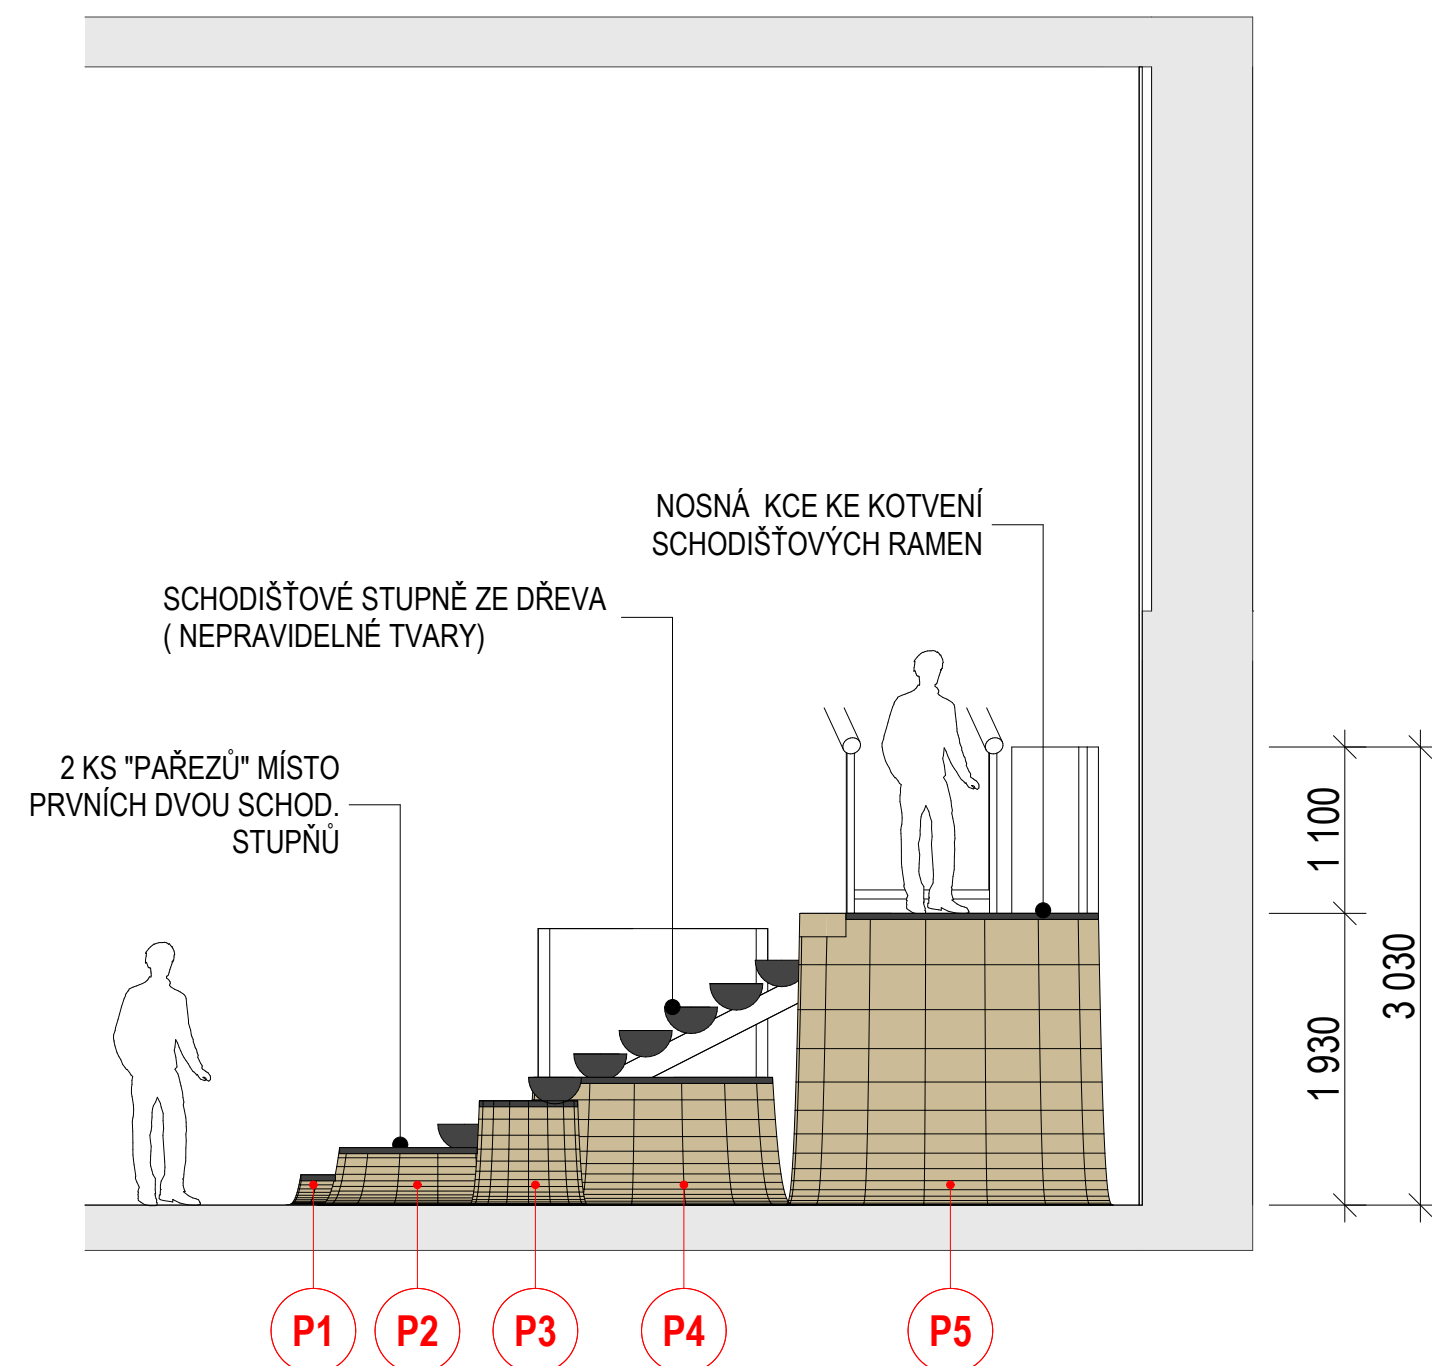 NOSNÁ KCE KE KOTVENÍ
SCHODIŠŤOVÝCH RAMEN
SCHODIŠŤOVÉ STUPNĚ ZE DŘEVA
( NEPRAVIDELNÉ TVARY)
2 KS "PAŘEZŮ" MÍSTO
PRVNÍCH DVOU SCHOD.
STUPŇŮ
1 100
1 930
3 030
P1
P2
P3
P4
P5